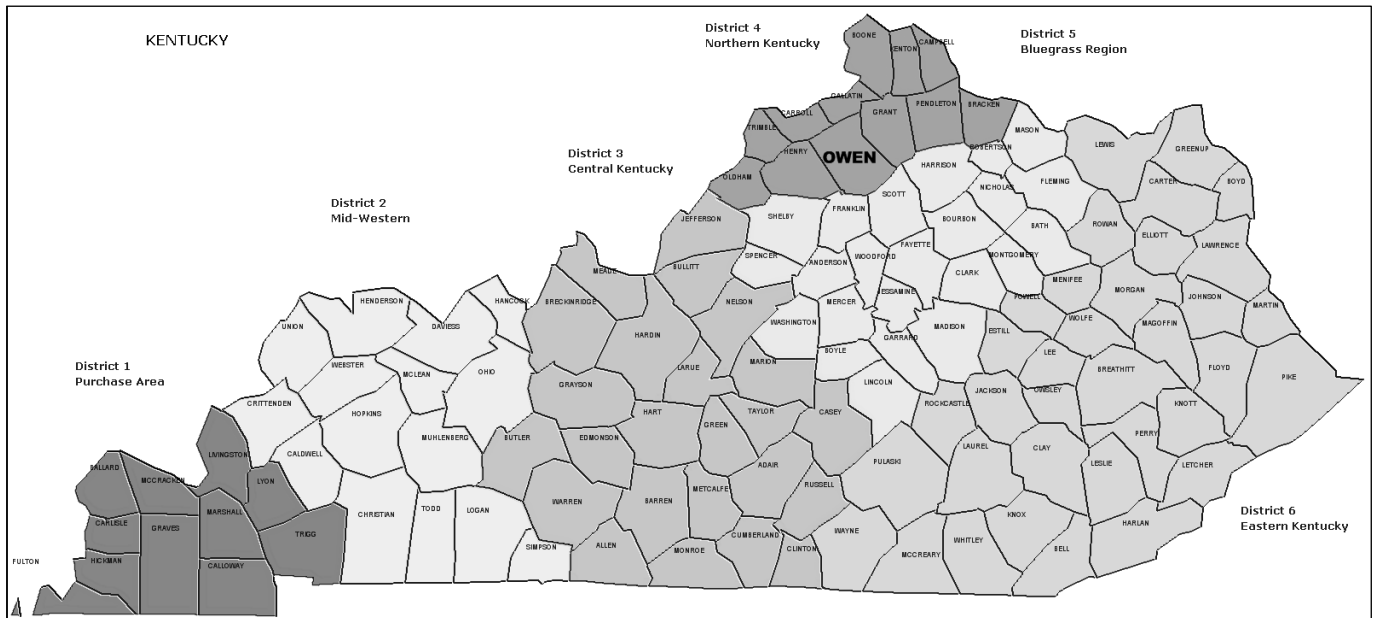 KENTUCKY
District 4
Northern Kentucky
District 5
Bluegrass Region
District 3
Central Kentucky
District 2
Mid-Western
District 1
Purchase Area
District 6
Eastern Kentucky
BOONE
KENTON
CAMPBELL
GALLATIN
CARROLL
TRIMBLE
GRANT
PENDLETON
BRACKEN
HENRY
OWEN
OLDHAM
MASON
ROBERTSON
LEWIS
GREENUP
HARRISON
NICHOLAS
FLEMING
CARTER
BOYD
SCOTT
JEFFERSON
SHELBY
FRANKLIN
BOURBON
BATH
ROWAN
ELLIOTT
LAWRENCE
FAYETTE
SPENCER
ANDERSON
WOODFORD
MONTGOMERY
CLARK
MENIFEE
MORGAN
JOHNSON
MARTIN
MEADE
BULLITT
BRECKINRIDGE
NELSON
MERCER
JESSAMINE
POWELL
HENDERSON
HANCOCK
UNION
DAVIESS
HARDIN
WASHINGTON
MADISON
ESTILL
WOLFE
MAGOFFIN
GARRARD
BOYLE
LEE
WEBSTER
MCLEAN
OHIO
LARUE
MARION
BREATHITT
FLOYD
PIKE
CRITTENDEN
HOPKINS
GRAYSON
LINCOLN
JACKSON
OWSLEY
ROCKCASTLE
KNOTT
HART
TAYLOR
CASEY
GREEN
MUHLENBERG
BUTLER
EDMONSON
PERRY
LIVINGSTON
CALDWELL
LAUREL
CLAY
ADAIR
PULASKI
LESLIE
LETCHER
BALLARD
MCCRACKEN
LYON
METCALFE
RUSSELL
WARREN
BARREN
MARSHALL
CHRISTIAN
TODD
LOGAN
KNOX
CARLISLE
GRAVES
TRIGG
HARLAN
WAYNE
CUMBERLAND
SIMPSON
ALLEN
MONROE
CLINTON
MCCREARY
WHITLEY
BELL
FULTON
HICKMAN
CALLOWAY